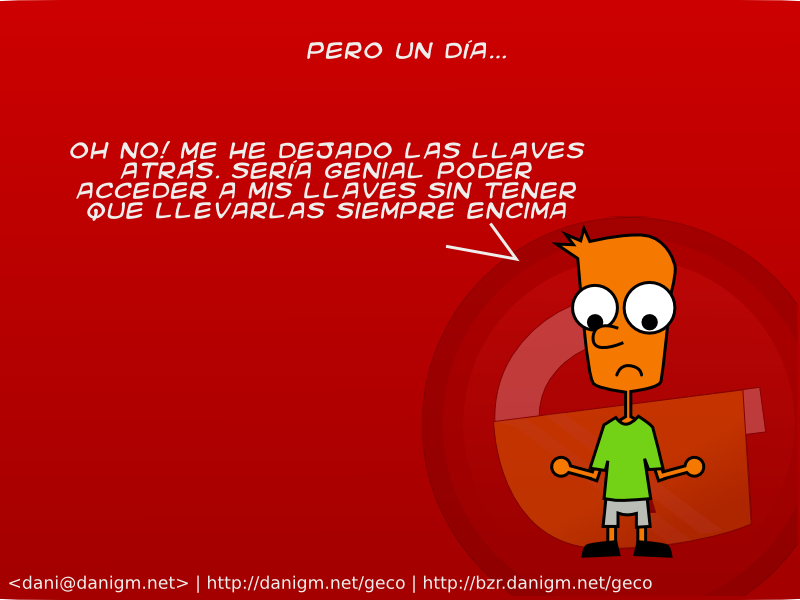 PERO UN DÍA...
OH NO! ME HE DEJADO LAS LLAVES
ATRÁS. SERÍA GENIAL PODER
ACCEDER A MIS LLAVES SIN TENER
QUE LLEVARLAS SIEMPRE ENCIMA
<dani@danigm.net> | http://danigm.net/geco | http://bzr.danigm.net/geco